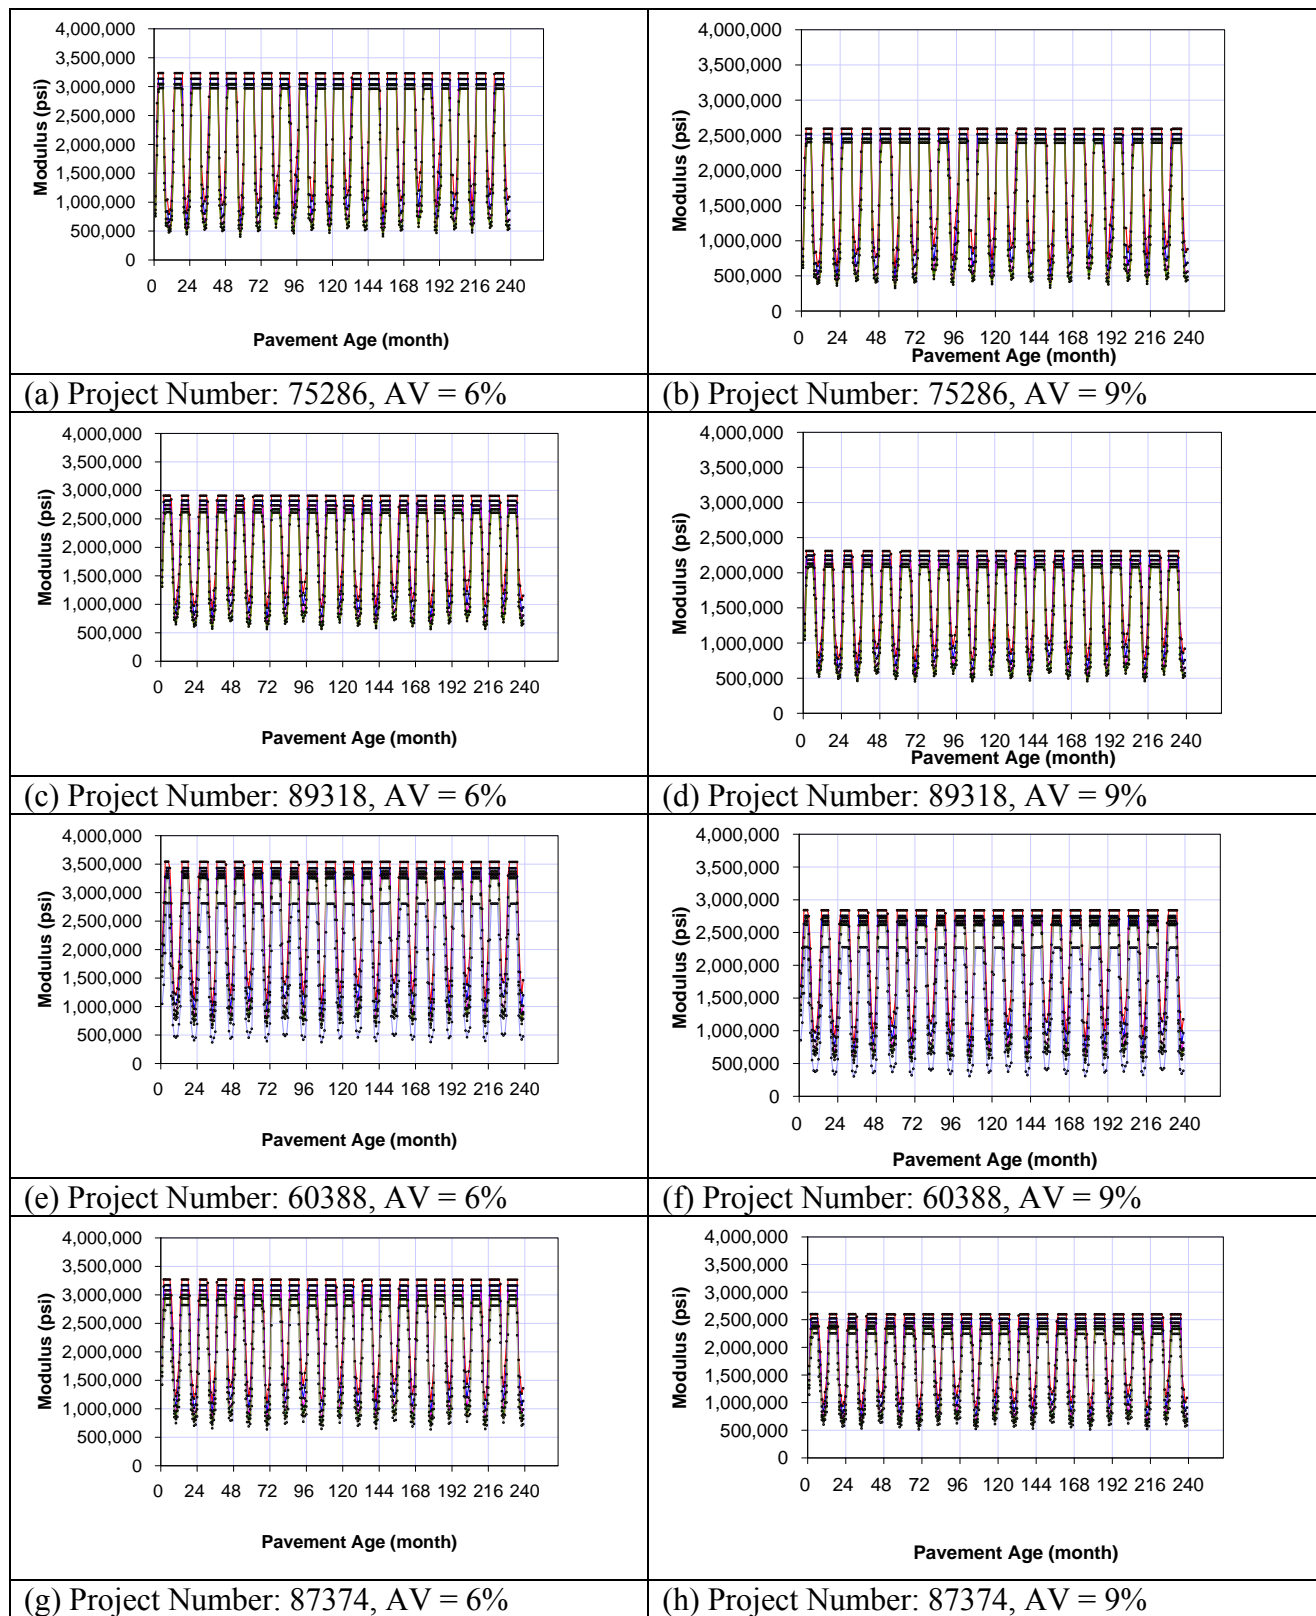 4,000,000
3,500,000
3,000,000
2,500,000
2,000,000
1,500,000
1,000,000
500,000
0
Modulus (psi)
0 24 48 72 96 120 144 168 192 216 240
Pavement Age (month)
(a) Project Number: 75286, AV = 6%
4,000,000
3,500,000
3,000,000
2,500,000
2,000,000
1,500,000
1,000,000
500,000
0
Modulus (psi)
0 24 48 72 96 120 144 168 192 216 240
Pavement Age (month)
(b) Project Number: 75286, AV = 9%
4,000,000
3,500,000
3,000,000
2,500,000
2,000,000
1,500,000
1,000,000
500,000
0
Modulus (psi)
0 24 48 72 96 120 144 168 192 216 240
Pavement Age (month)
(c) Project Number: 89318, AV = 6%
4,000,000
3,500,000
3,000,000
2,500,000
2,000,000
1,500,000
1,000,000
500,000
0
Modulus (psi)
0 24 48 72 96 120 144 168 192 216 240
Pavement Age (month)
(d) Project Number: 89318, AV = 9%
4,000,000
3,500,000
3,000,000
2,500,000
2,000,000
1,500,000
1,000,000
500,000
0
Modulus (psi)
0 24 48 72 96 120 144 168 192 216 240
Pavement Age (month)
(e) Project Number: 60388, AV = 6%
4,000,000
3,500,000
3,000,000
2,500,000
2,000,000
1,500,000
1,000,000
500,000
0
Modulus (psi)
0 24 48 72 96 120 144 168 192 216 240
Pavement Age (month)
(f) Project Number: 60388, AV = 9%
4,000,000
3,500,000
3,000,000
2,500,000
2,000,000
1,500,000
1,000,000
500,000
0
Modulus (psi)
0 24 48 72 96 120 144 168 192 216 240
Pavement Age (month)
(g) Project Number: 87374, AV = 6%
4,000,000
3,500,000
3,000,000
2,500,000
2,000,000
1,500,000
1,000,000
500,000
0
Modulus (psi)
0 24 48 72 96 120 144 168 192 216 240
Pavement Age (month)
(h) Project Number: 87374, AV = 9%